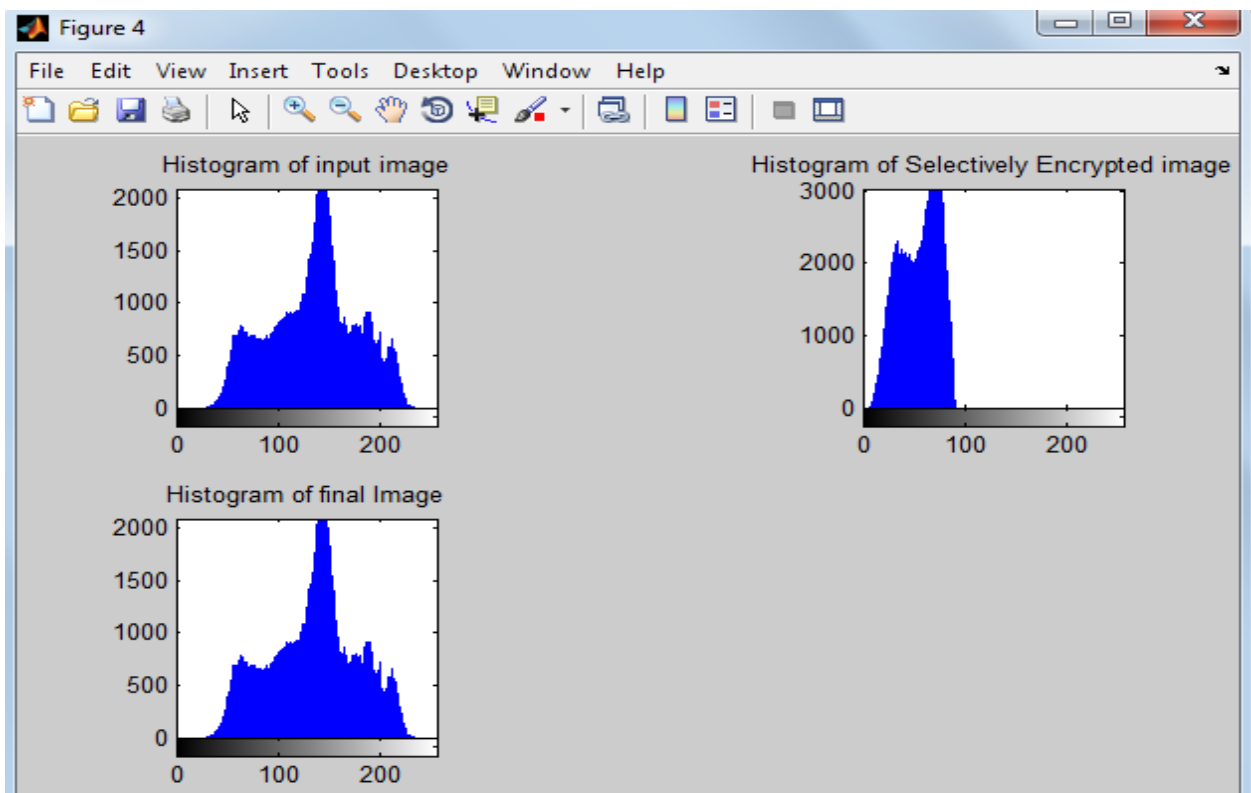 Figure 4
File Edit View Insert Tools Desktop Window Help
Histogram of input image
2000
1500
1000
500
0
0 100 200
Histogram of Selectively Encrypted image
3000
2000
1000
0
0 100 200
Histogram of final Image
2000
1500
1000
500
0
0 100 200